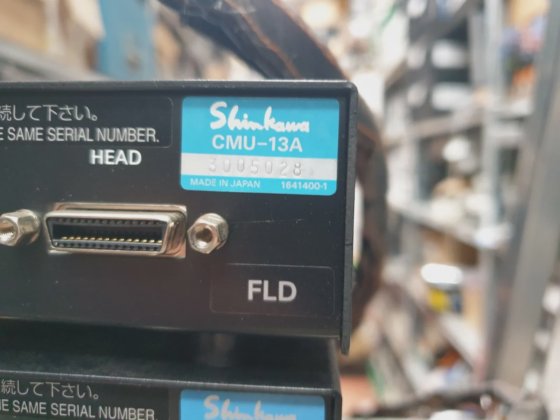 続して下さい。
E SAME SERIAL NUMBER.
HEAD
Shinkawa
CMU-13A
3005028
MADE IN JAPAN 1641400-1
FLD
続して下さい。
SAME SERIAL NUMBER.
Shinkawa